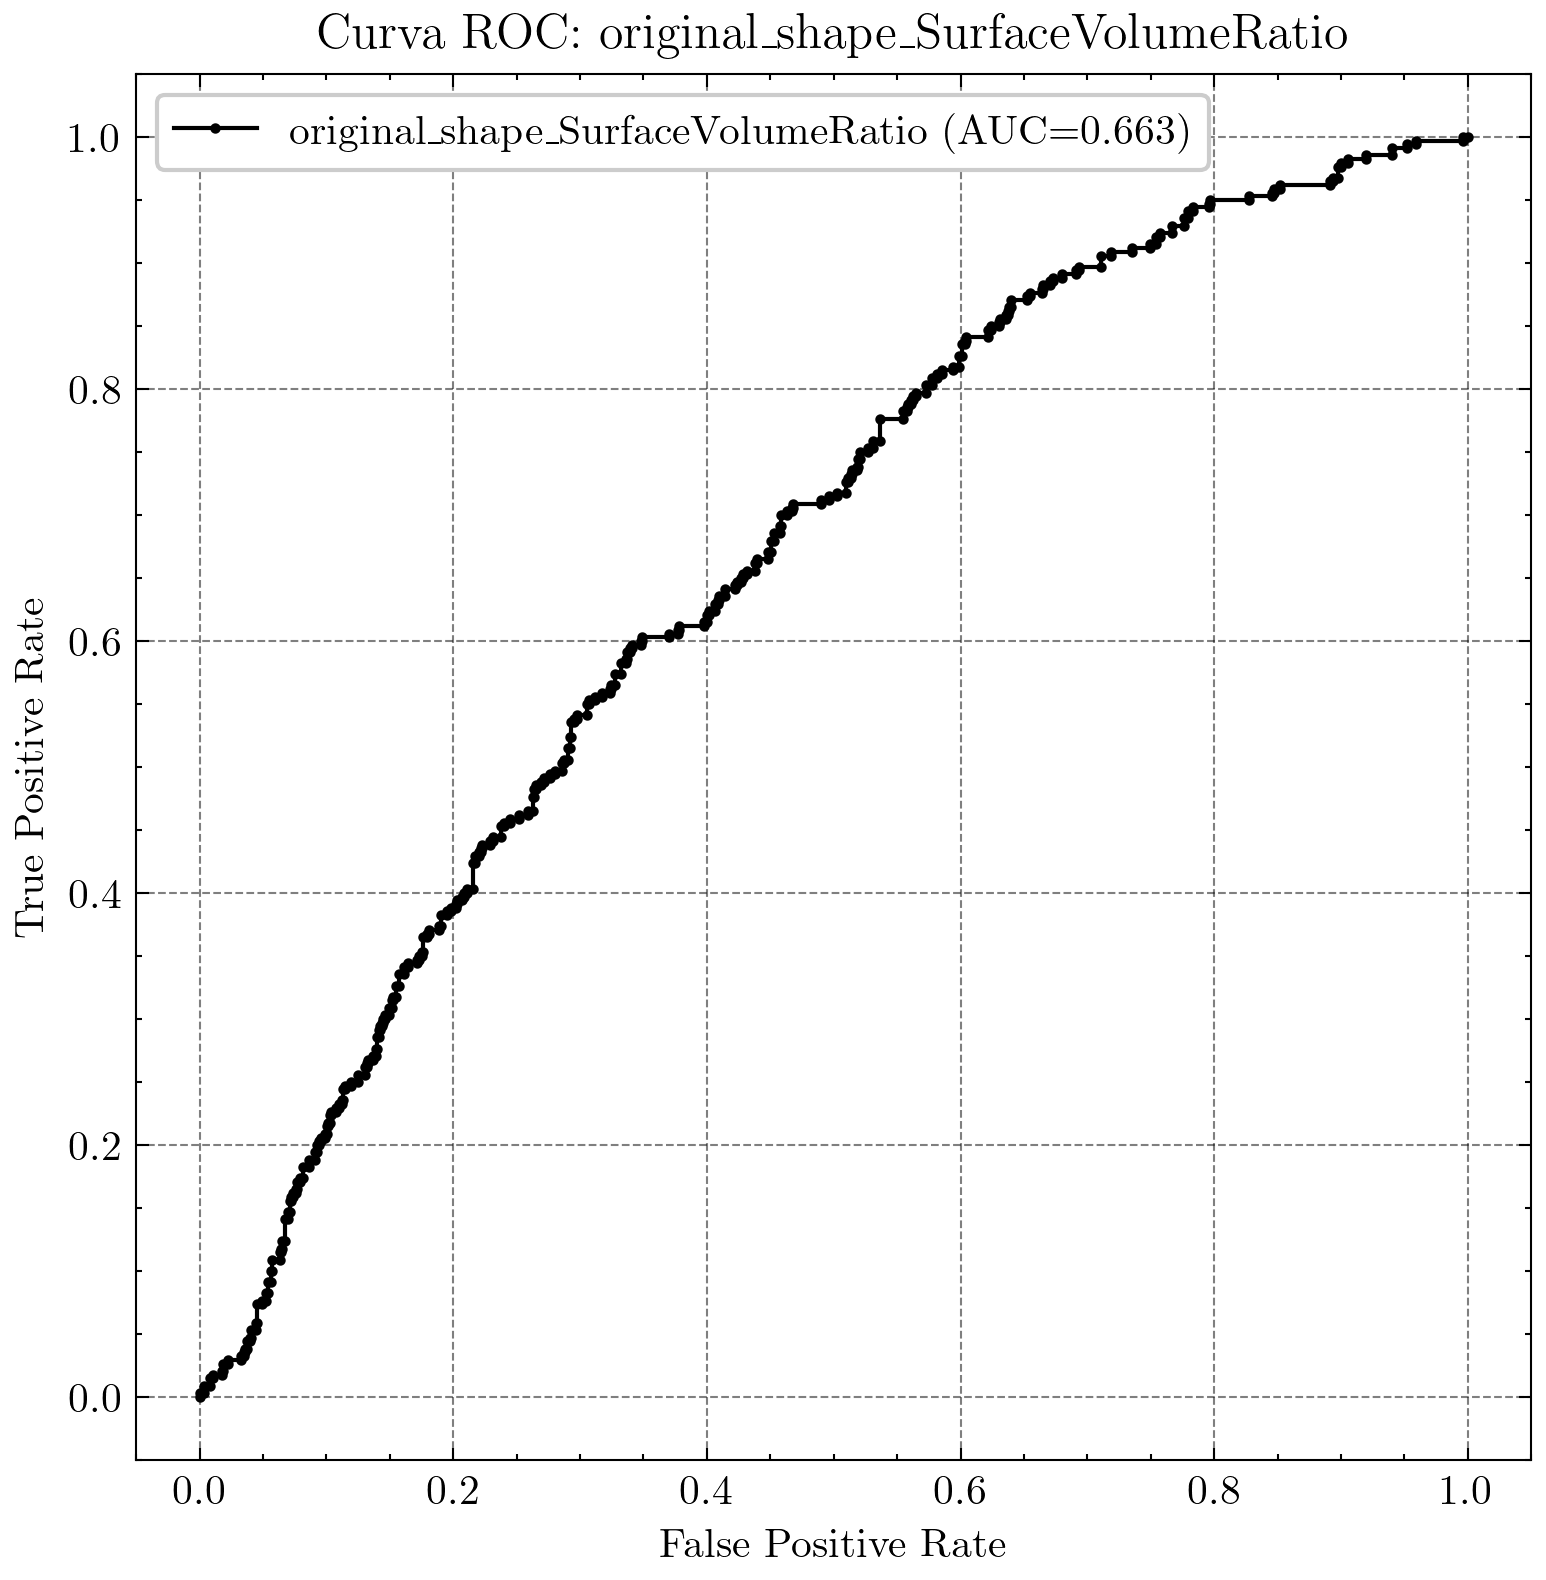 Curva ROC: original_shape_SurfaceVolumeRatio
original_shape_SurfaceVolumeRatio (AUC=0.663)
True Positive Rate
1.0
0.8
0.6
0.4
0.2
0.0
0.0 0.2 0.4 0.6 0.8 1.0
False Positive Rate